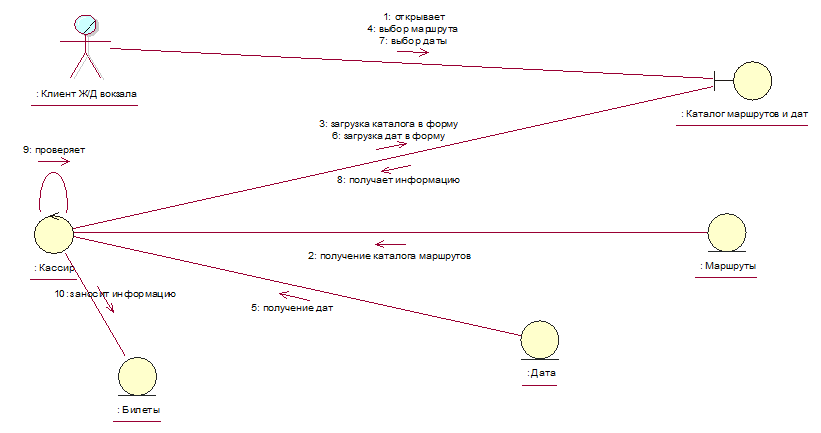 1: открывает
4: выбор маршрута
7: выбор даты
: Клиент Ж/Д вокзала
: Каталог маршрутов и дат
3: загрузка каталога в форму
6: загрузка дат в форму
9: проверяет
8: получает информацию
2: получение каталога маршрутов
: Кассир
: Маршруты
10: заносит информацию
5: получение дат
: Дата
: Билеты